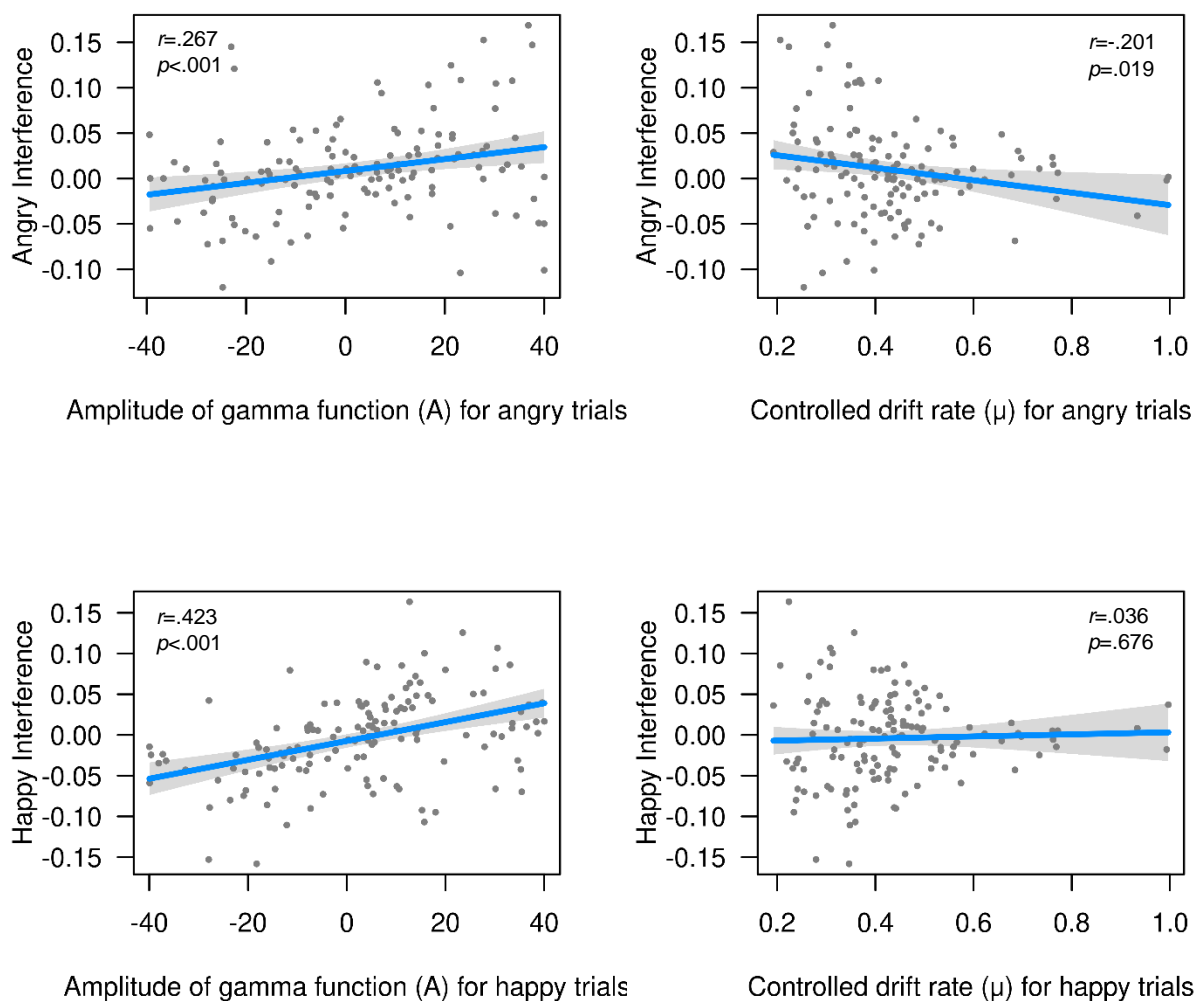 r=.267
p<.001
Angry Interference
0.15
0.10
0.05
0.00
-0.05
-0.10
-40
-20
0
20
40
Amplitude of gamma function (A) for angry trials
r=-.201
p=.019
Angry Interference
0.15
0.10
0.05
0.00
-0.05
-0.10
0.2
0.4
0.6
0.8
1.0
Controlled drift rate (μ) for angry trials
r=.423
p<.001
Happy Interference
0.15
0.10
0.05
0.00
-0.05
-0.10
-0.15
-40
-20
0
20
40
Amplitude of gamma function (A) for happy trials
r=.036
p=.676
Happy Interference
0.15
0.10
0.05
0.00
-0.05
-0.10
-0.15
0.2
0.4
0.6
0.8
1.0
Controlled drift rate (μ) for happy trials